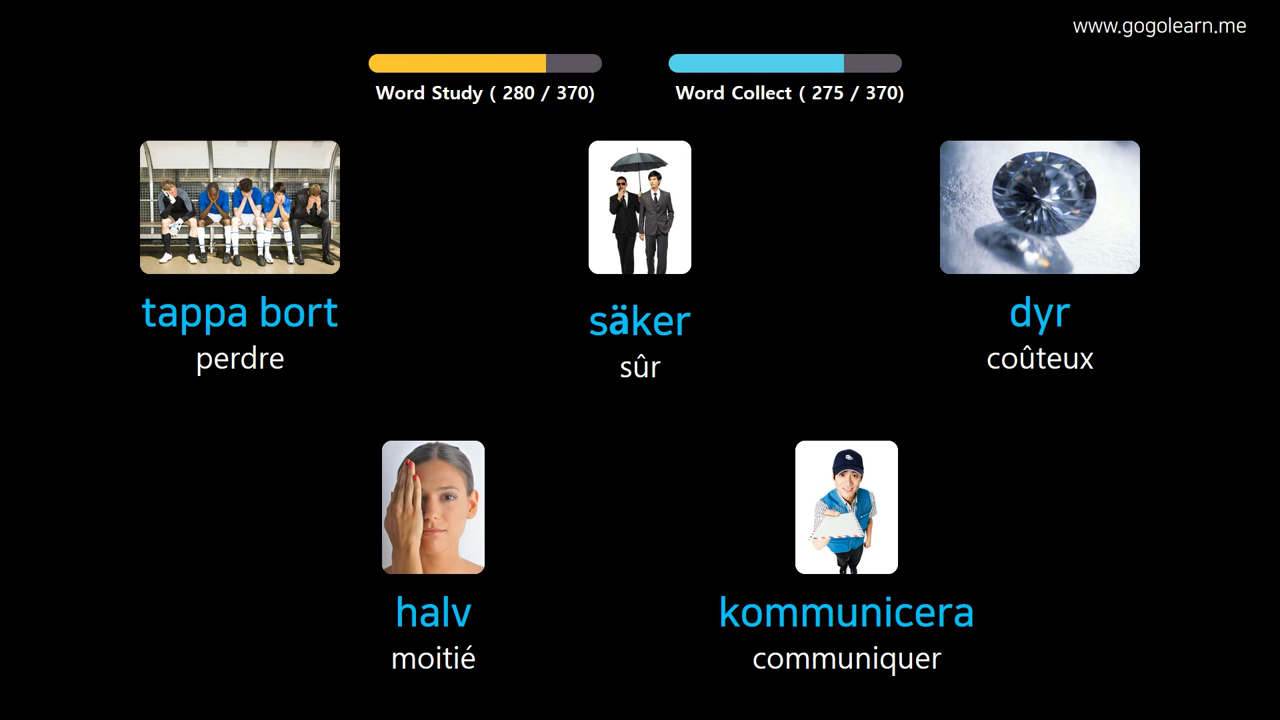 www.gogolearn.me
Word Study ( 280 / 370)
Word Collect ( 275 / 370)
tappa bort
perdre
säker
sûr
dyr
coûteux
halv
moitié
kommunicera
communiquer